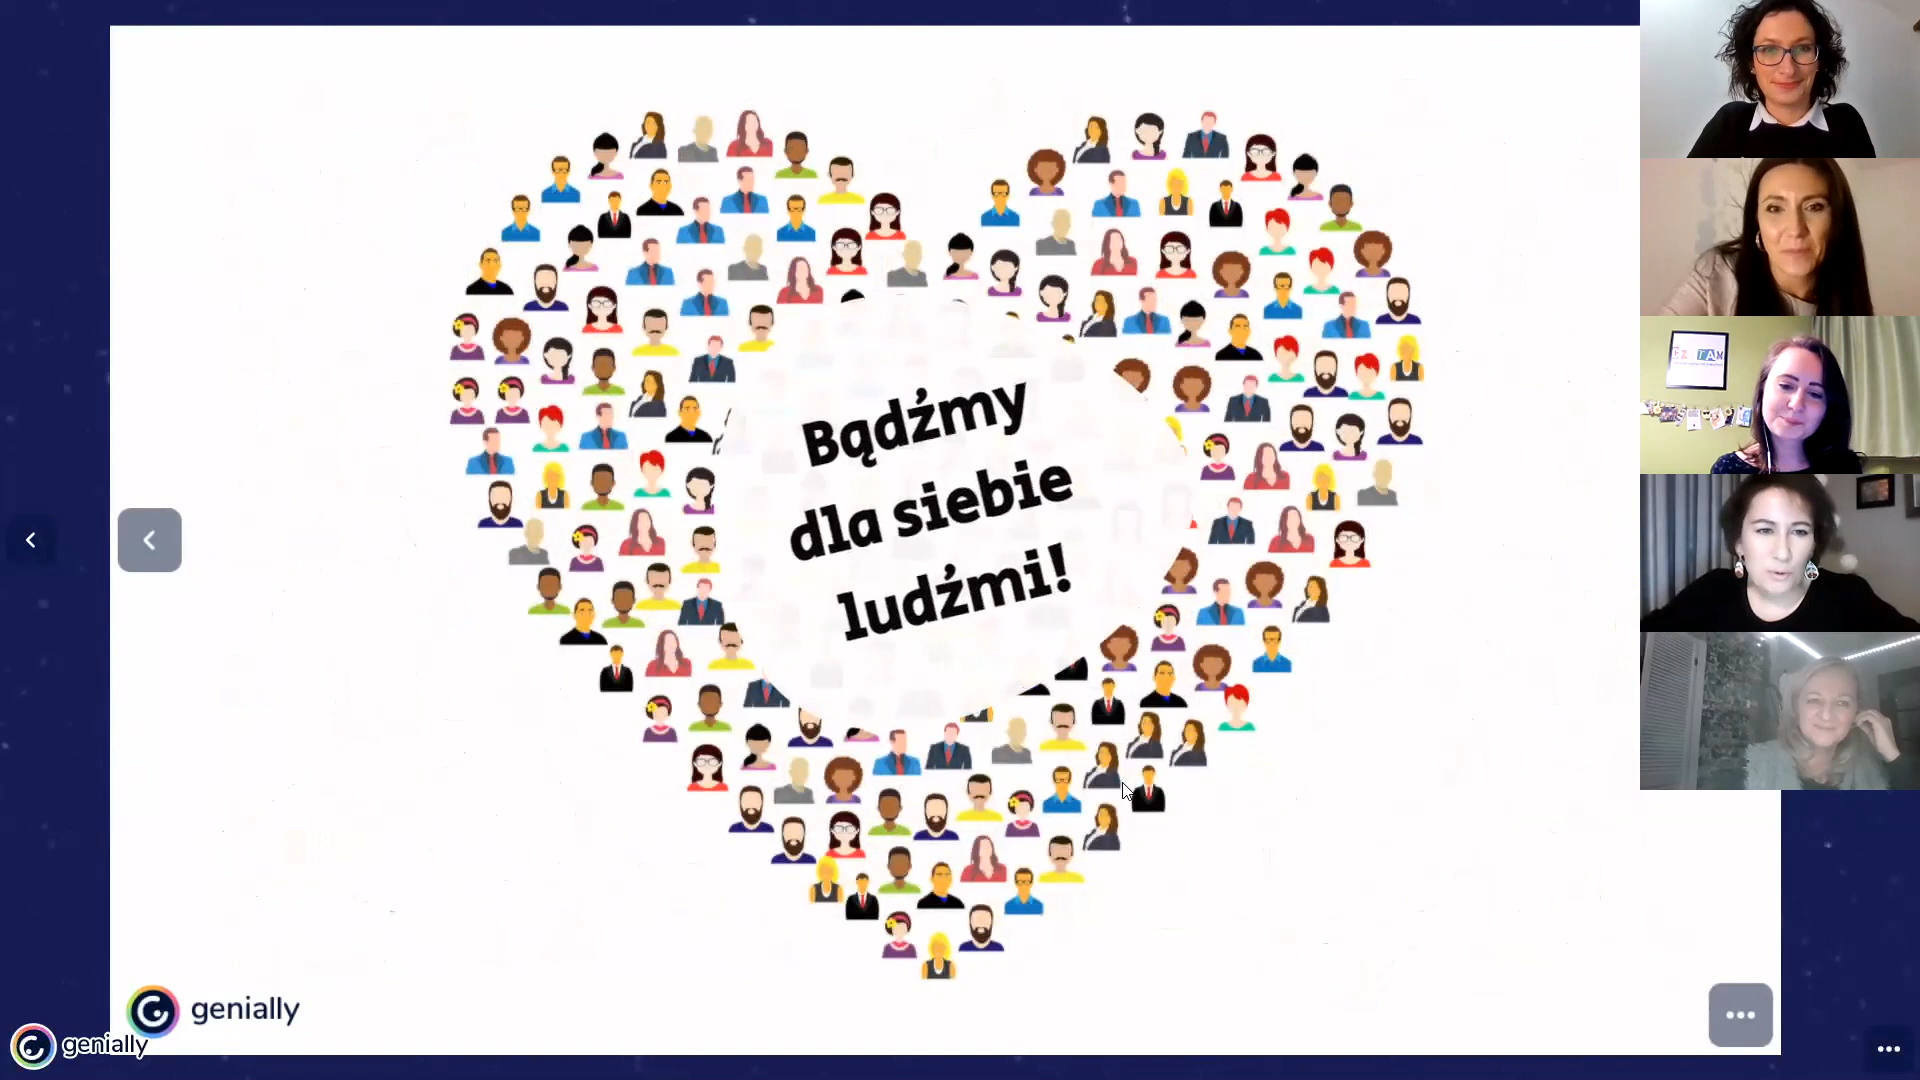 Bądźmy
dla siebie
ludźmi!
genially
genially